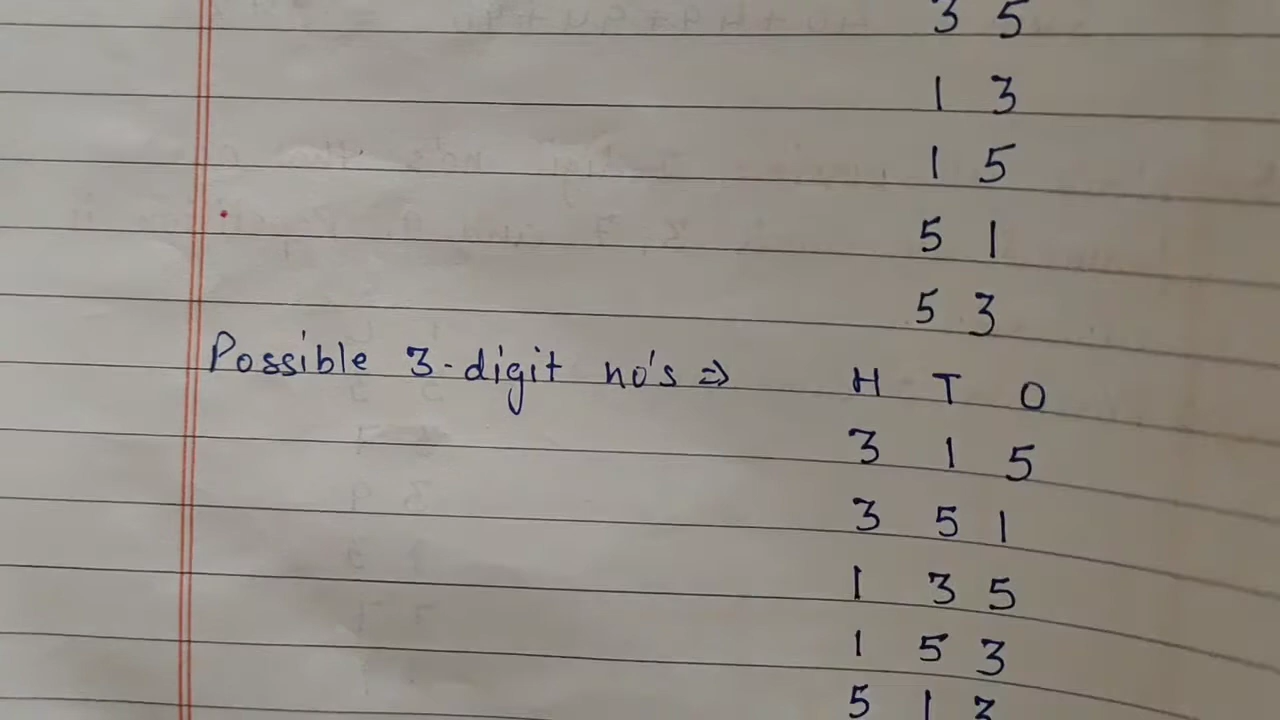 3 5
1 3
1 5
5 1
5 3
Possible 3-digit no's ⇒ H T O
3 1 5
3 5 1
1 3 5
1 5 3
5 1 3